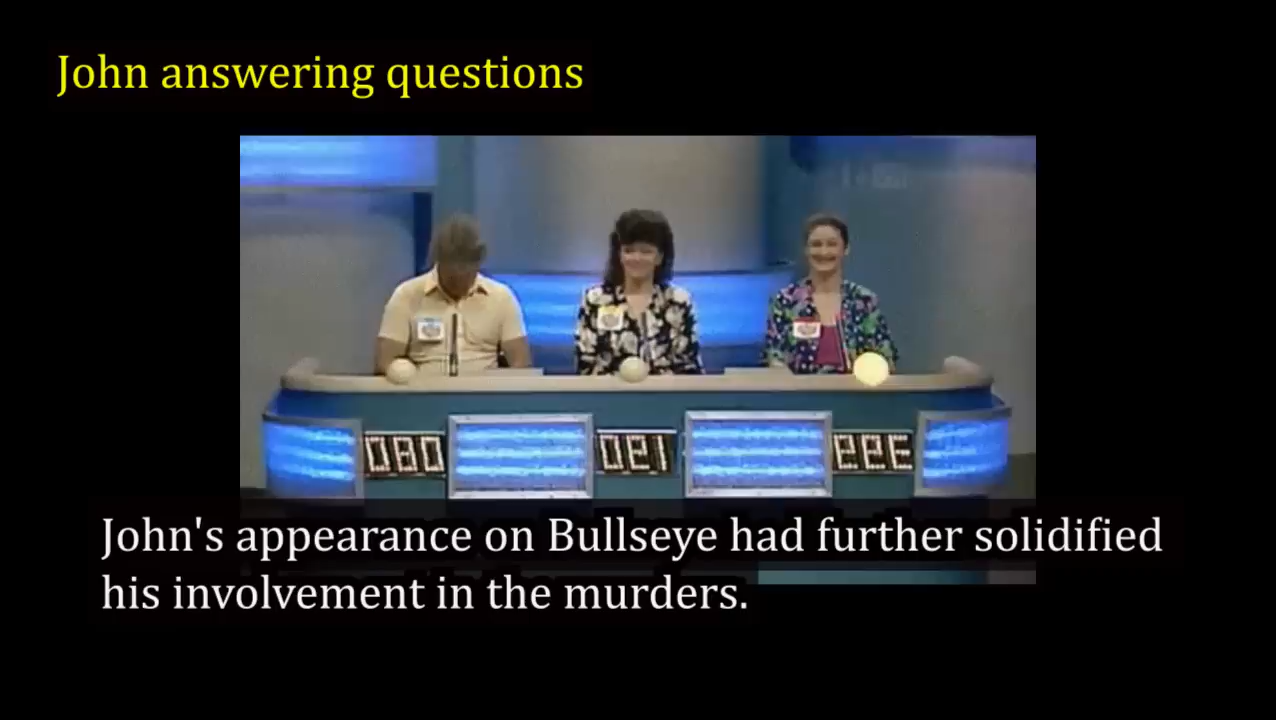 John answering questions
John's appearance on Bullseye had further solidified
his involvement in the murders.